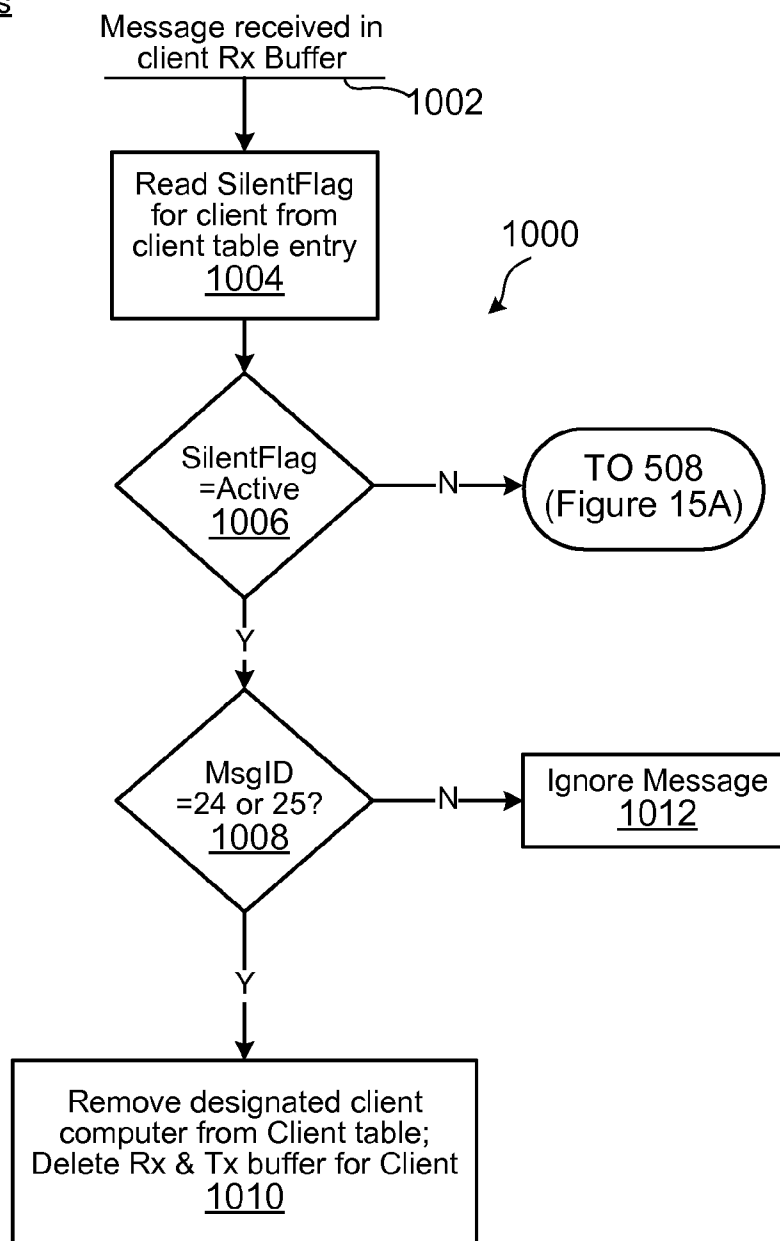 s
Message received in
client Rx Buffer
1002
Read SilentFlag
for client from
client table entry
1004
1000
SilentFlag
=Active
1006
N
TO 508
(Figure 15A)
Y
MsgID
=24 or 25?
1008
N
Ignore Message
1012
Y
Remove designated client
computer from Client table;
Delete Rx & Tx buffer for Client
1010